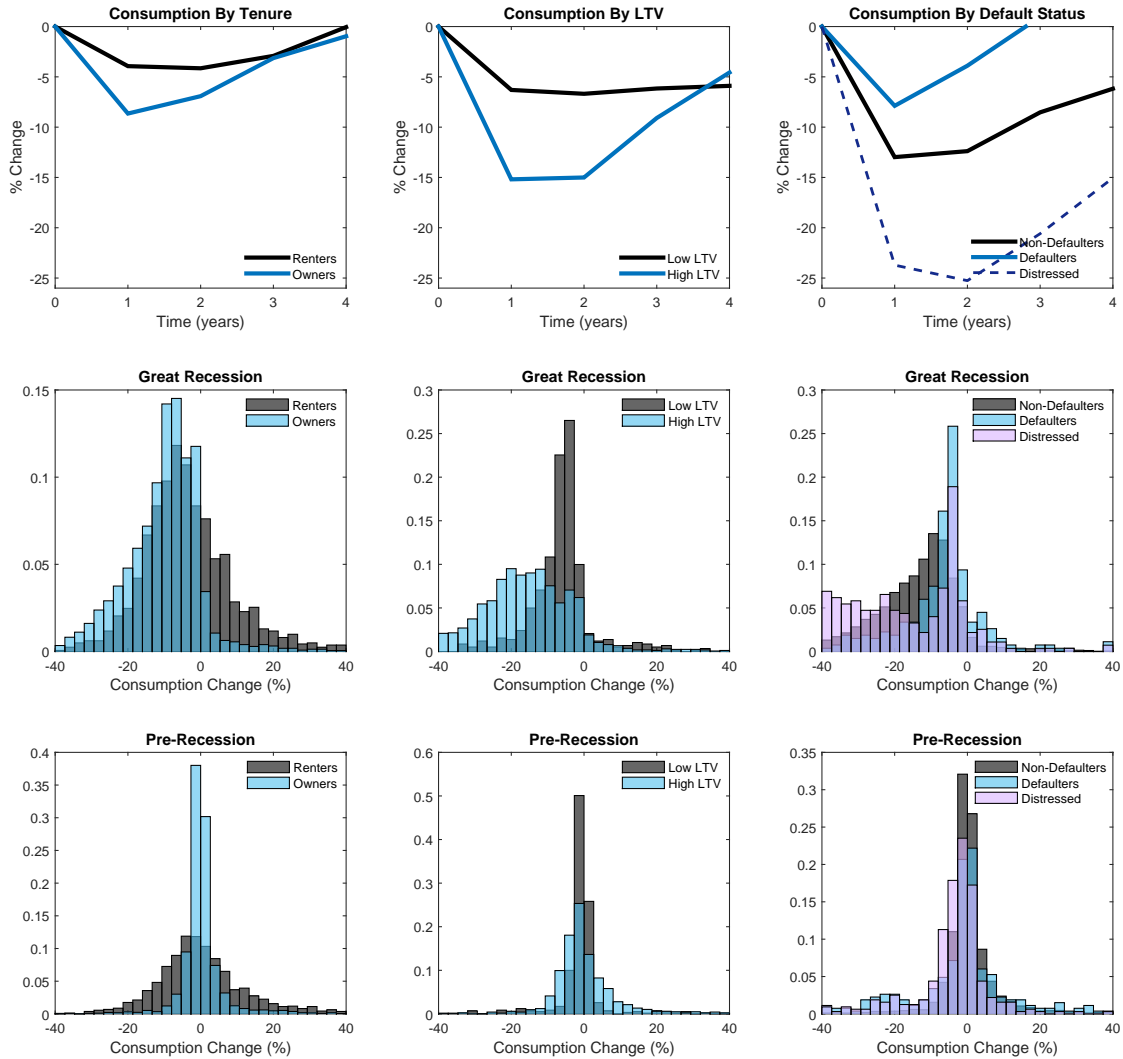 Consumption By Tenure
% Change
0
-5
-10
-15
-20
-25
0 1 2 3 4
Time (years)
Renters
Owners
Consumption By LTV
% Change
0
-5
-10
-15
-20
-25
0 1 2 3 4
Time (years)
Low LTV
High LTV
Consumption By Default Status
% Change
0
-5
-10
-15
-20
-25
0 1 2 3 4
Time (years)
Non-Defaulters
Defaulters
Distressed
Great Recession
0.15
0.1
0.05
0
-40 -20 0 20 40
Consumption Change (%)
Renters
Owners
Great Recession
0.3
0.25
0.2
0.15
0.1
0.05
0
-40 -20 0 20 40
Consumption Change (%)
Low LTV
High LTV
Great Recession
0.3
0.25
0.2
0.15
0.1
0.05
0
-40 -20 0 20 40
Consumption Change (%)
Non-Defaulters
Defaulters
Distressed
Pre-Recession
0.4
0.35
0.3
0.25
0.2
0.15
0.1
0.05
0
-40 -20 0 20 40
Consumption Change (%)
Renters
Owners
Pre-Recession
0.6
0.5
0.4
0.3
0.2
0.1
0
-40 -20 0 20 40
Consumption Change (%)
Low LTV
High LTV
Pre-Recession
0.35
0.3
0.25
0.2
0.15
0.1
0.05
0
-40 -20 0 20 40
Consumption Change (%)
Non-Defaulters
Defaulters
Distressed